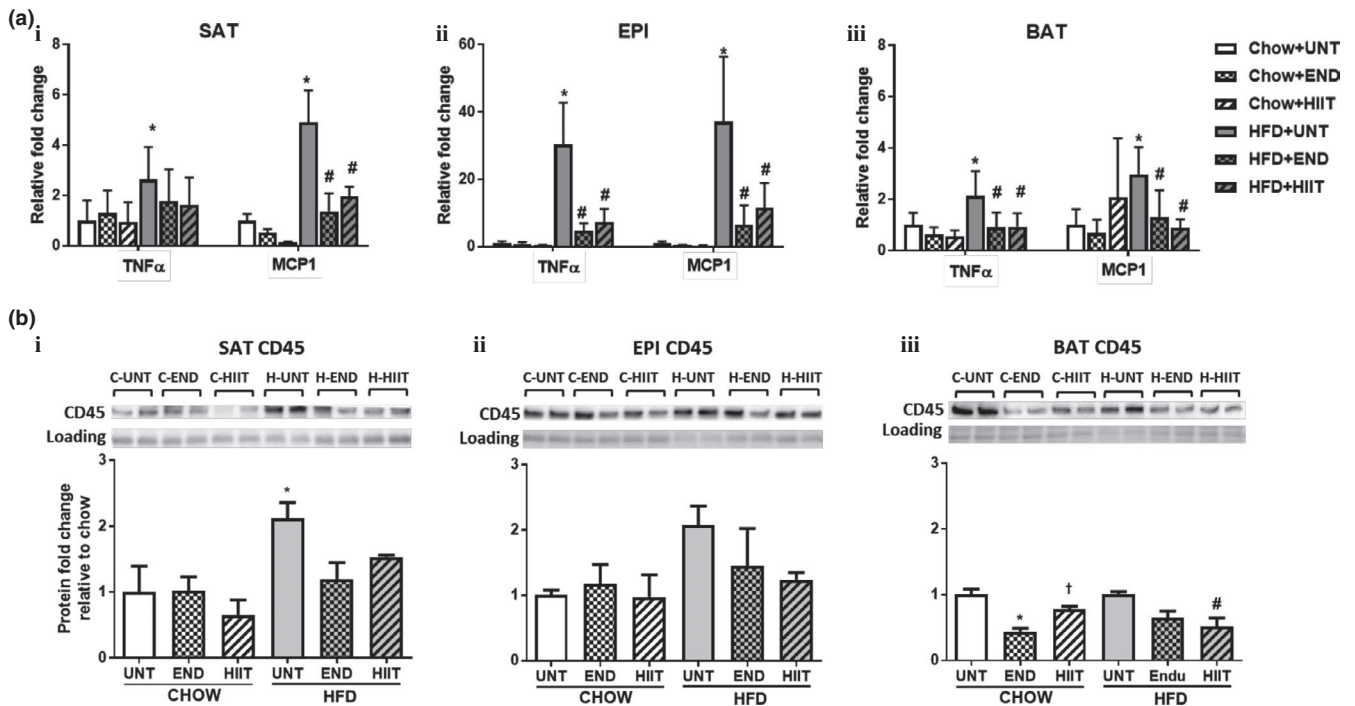 (a)
i
SAT
Relative fold change
8
6
4
2
0
*
*
#
#
TNFα
MCP1
ii
EPI
Relative fold change
60
40
20
0
*
*
#
#
#
#
TNFα
MCP1
iii
BAT
Relative fold change
8
6
4
2
0
*
*
#
#
#
#
TNFα
MCP1
Chow+UNT
Chow+END
Chow+HIIT
HFD+UNT
HFD+END
HFD+HIIT
(b)
i
SAT CD45
C-UNT C-END C-HIIT H-UNT H-END H-HIIT
CD45
Loading
Protein fold change
relative to chow
3
2
1
0
*
UNT END HIIT UNT END HIIT
CHOW HFD
ii
EPI CD45
C-UNT C-END C-HIIT H-UNT H-END H-HIIT
CD45
Loading
3
2
1
0
UNT END HIIT UNT END HIIT
CHOW HFD
iii
BAT CD45
C-UNT C-END C-HIIT H-UNT H-END H-HIIT
CD45
Loading
3
2
1
0
*
†
#
UNT END HIIT UNT Endu HIIT
CHOW HFD